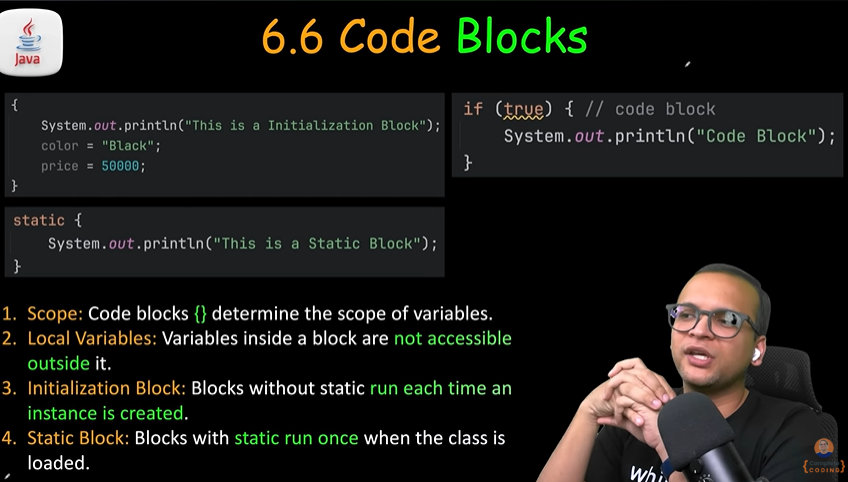 Java
6.6 Code Blocks
{
System.out.println("This is a Initialization Block");
color = "Black";
price = 50000;
}
if (true) { // code block
System.out.println("Code Block");
}
static {
System.out.println("This is a Static Block");
}
1. Scope: Code blocks {} determine the scope of variables.
2. Local Variables: Variables inside a block are not accessible
outside it.
3. Initialization Block: Blocks without static run each time an
instance is created.
4. Static Block: Blocks with static run once when the class is
loaded.
CODING